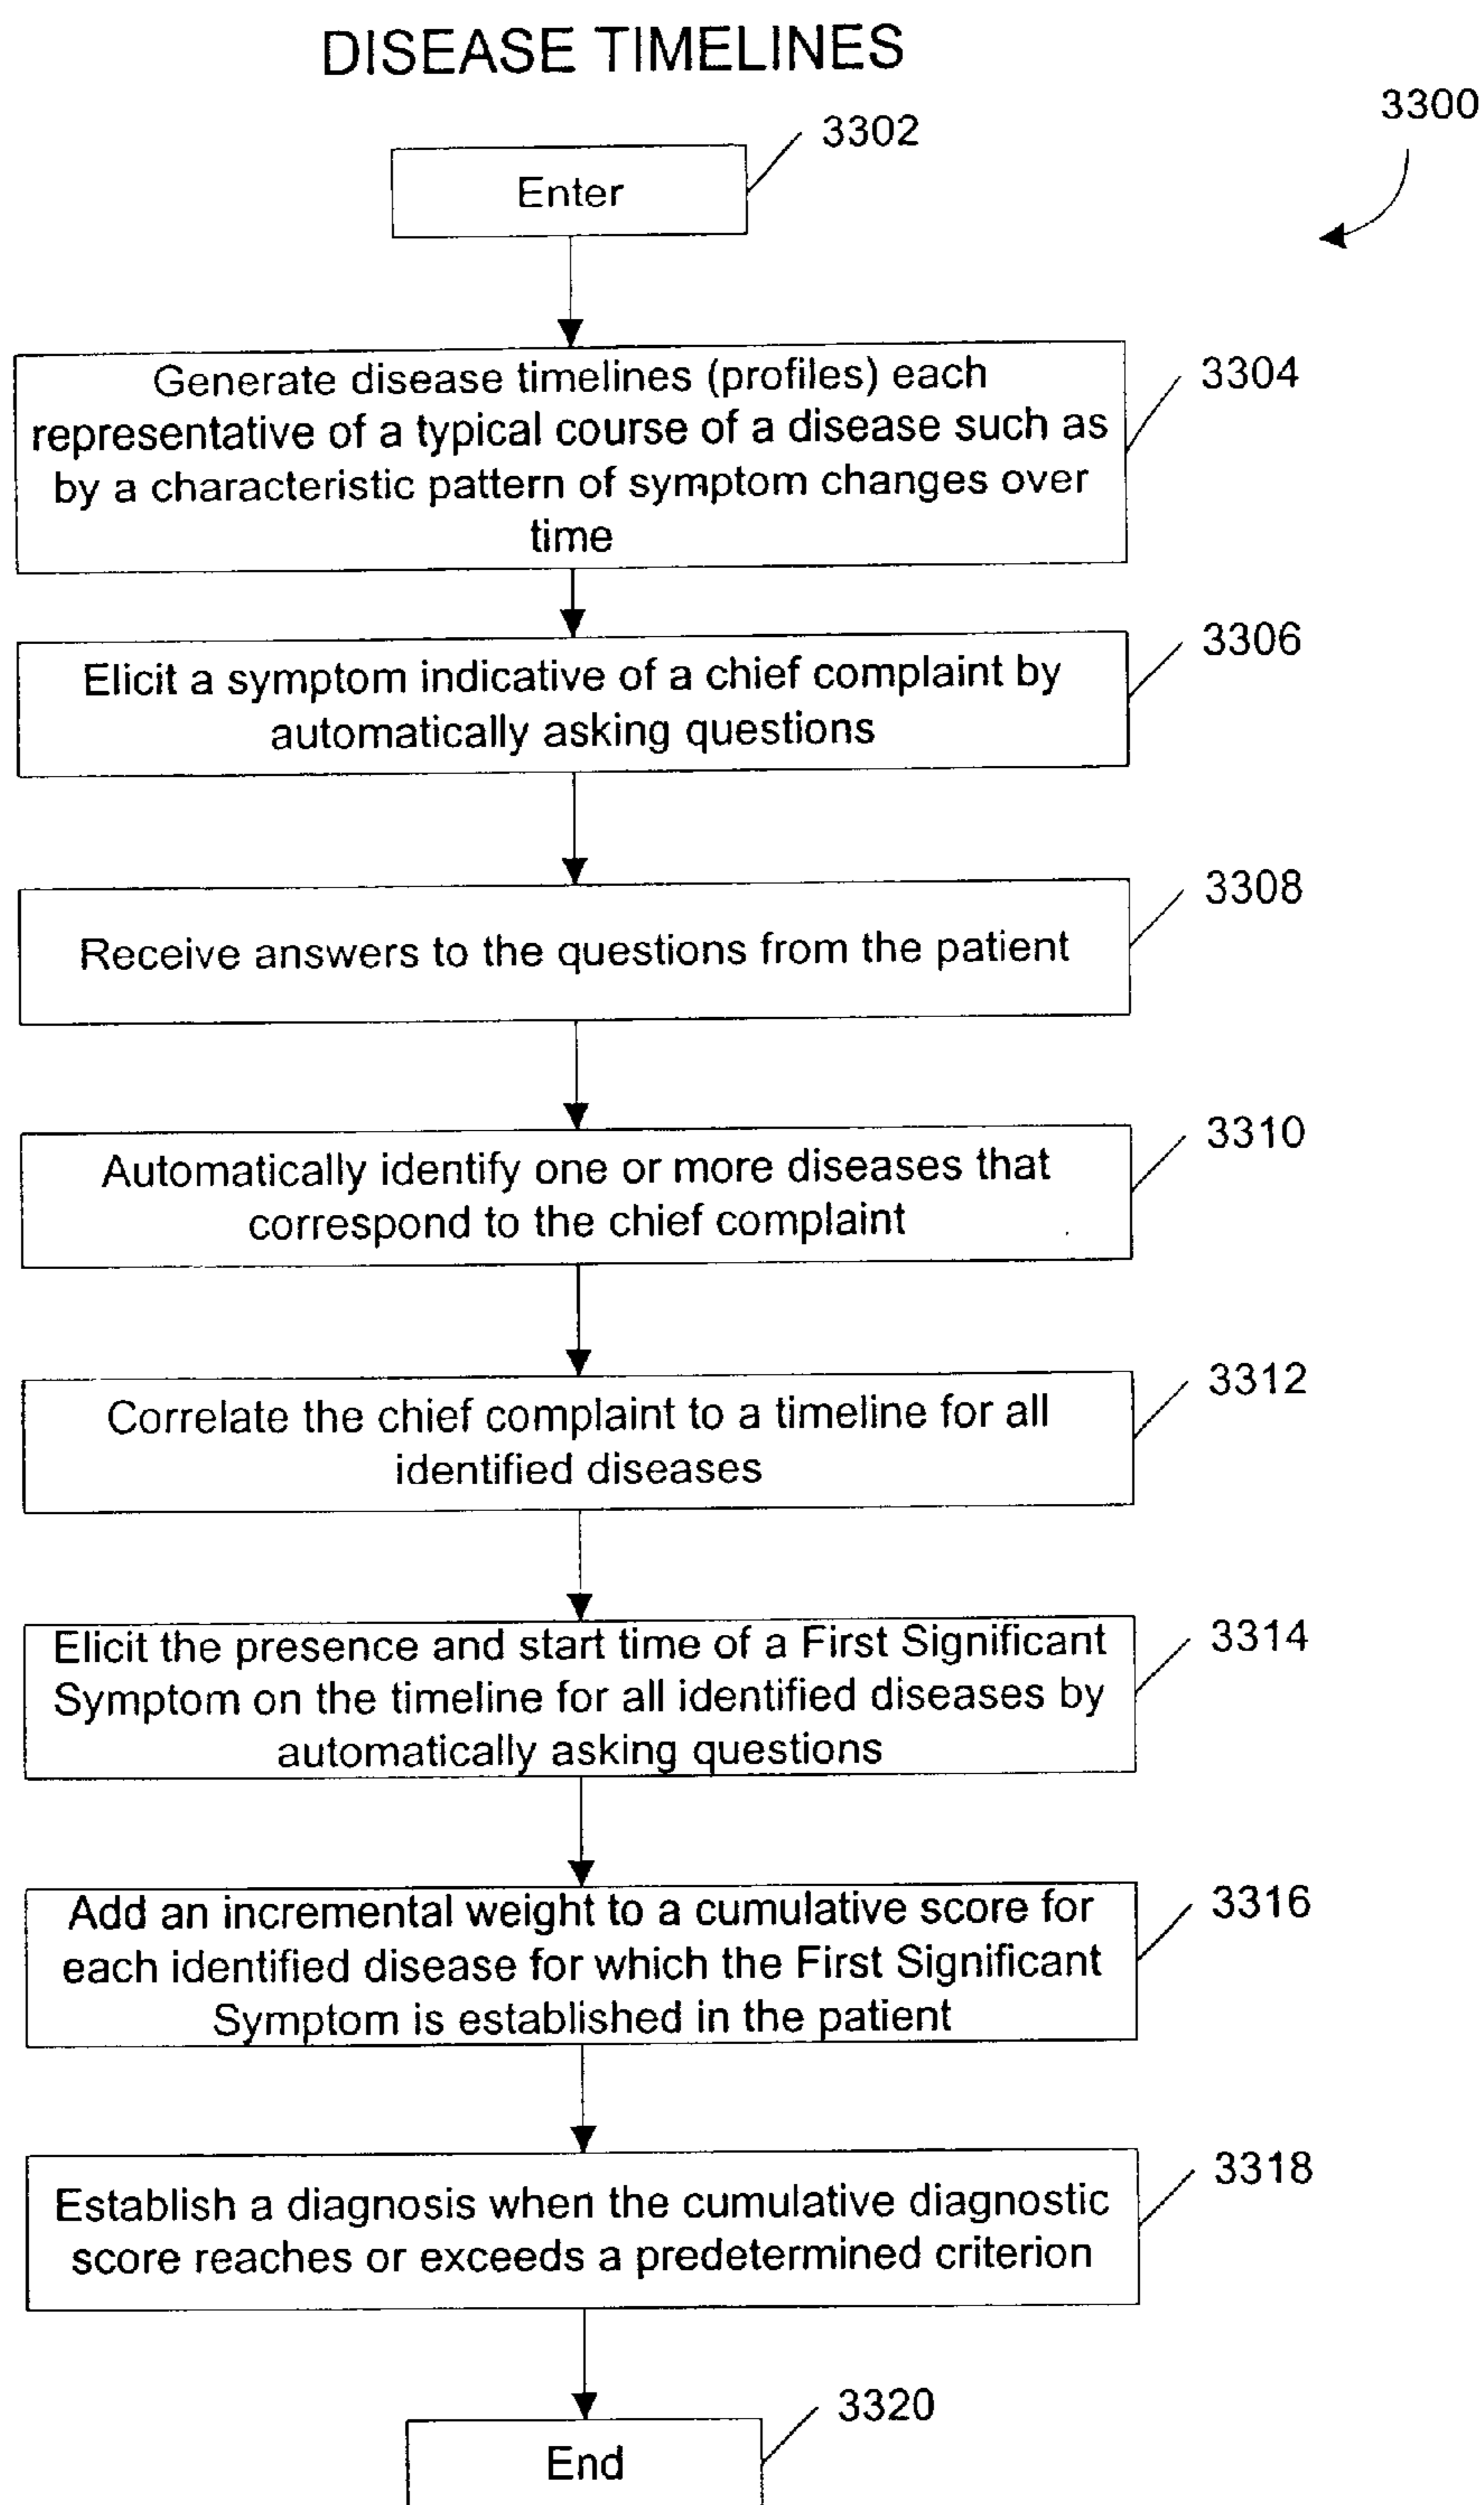 DISEASE TIMELINES
3300
3302
Enter
3304
Generate disease timelines (profiles) each
representative of a typical course of a disease such as
by a characteristic pattern of symptom changes over
time
3306
Elicit a symptom indicative of a chief complaint by
automatically asking questions
3308
Receive answers to the questions from the patient
3310
Automatically identify one or more diseases that
correspond to the chief complaint
3312
Correlate the chief complaint to a timeline for all
identified diseases
3314
Elicit the presence and start time of a First Significant
Symptom on the timeline for all identified diseases by
automatically asking questions
3316
Add an incremental weight to a cumulative score for
each identified disease for which the First Significant
Symptom is established in the patient
3318
Establish a diagnosis when the cumulative diagnostic
score reaches or exceeds a predetermined criterion
3320
End